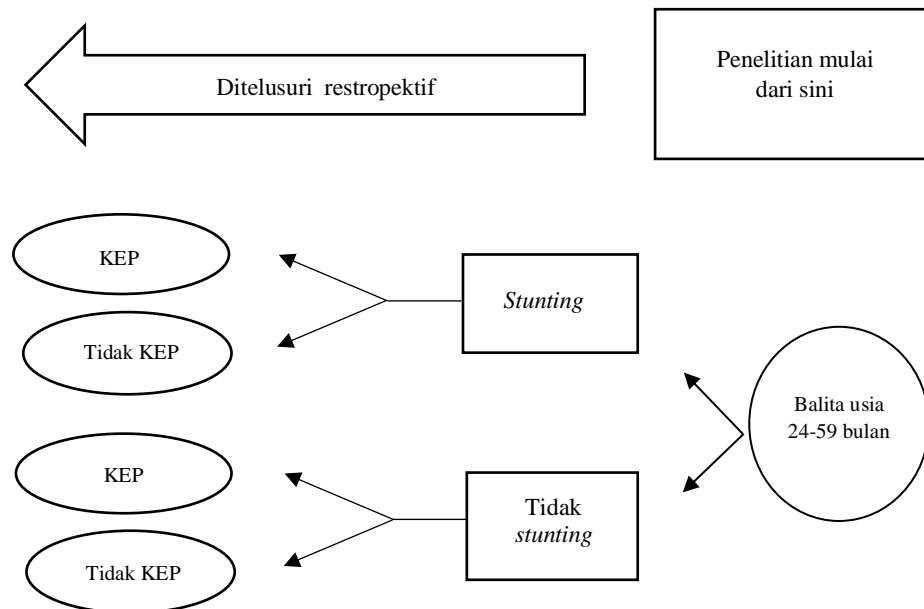 Ditelusuri restropektif
Penelitian mulai
dari sini
KEP
Tidak KEP
Stunting
Balita usia
24-59 bulan
KEP
Tidak KEP
Tidak
stunting